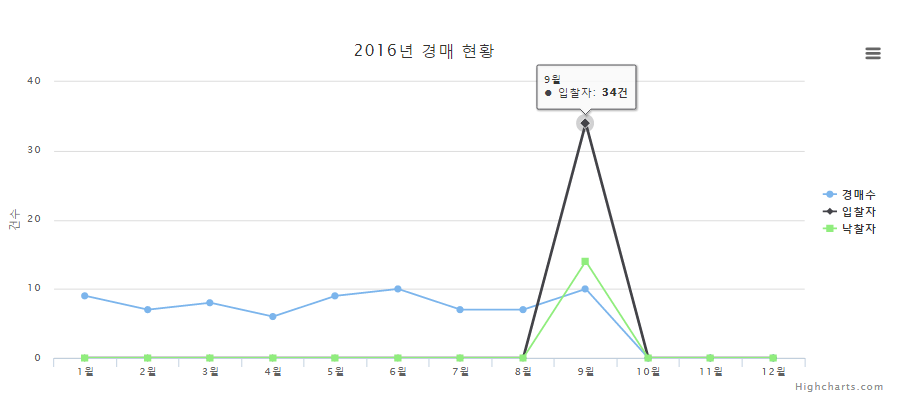 2016년 경매 현황
9월
● 입찰자: 34건
40
30
20
10
0
건수
1월 2월 3월 4월 5월 6월 7월 8월 9월 10월 11월 12월
경매수
입찰자
낙찰자
Highcharts.com